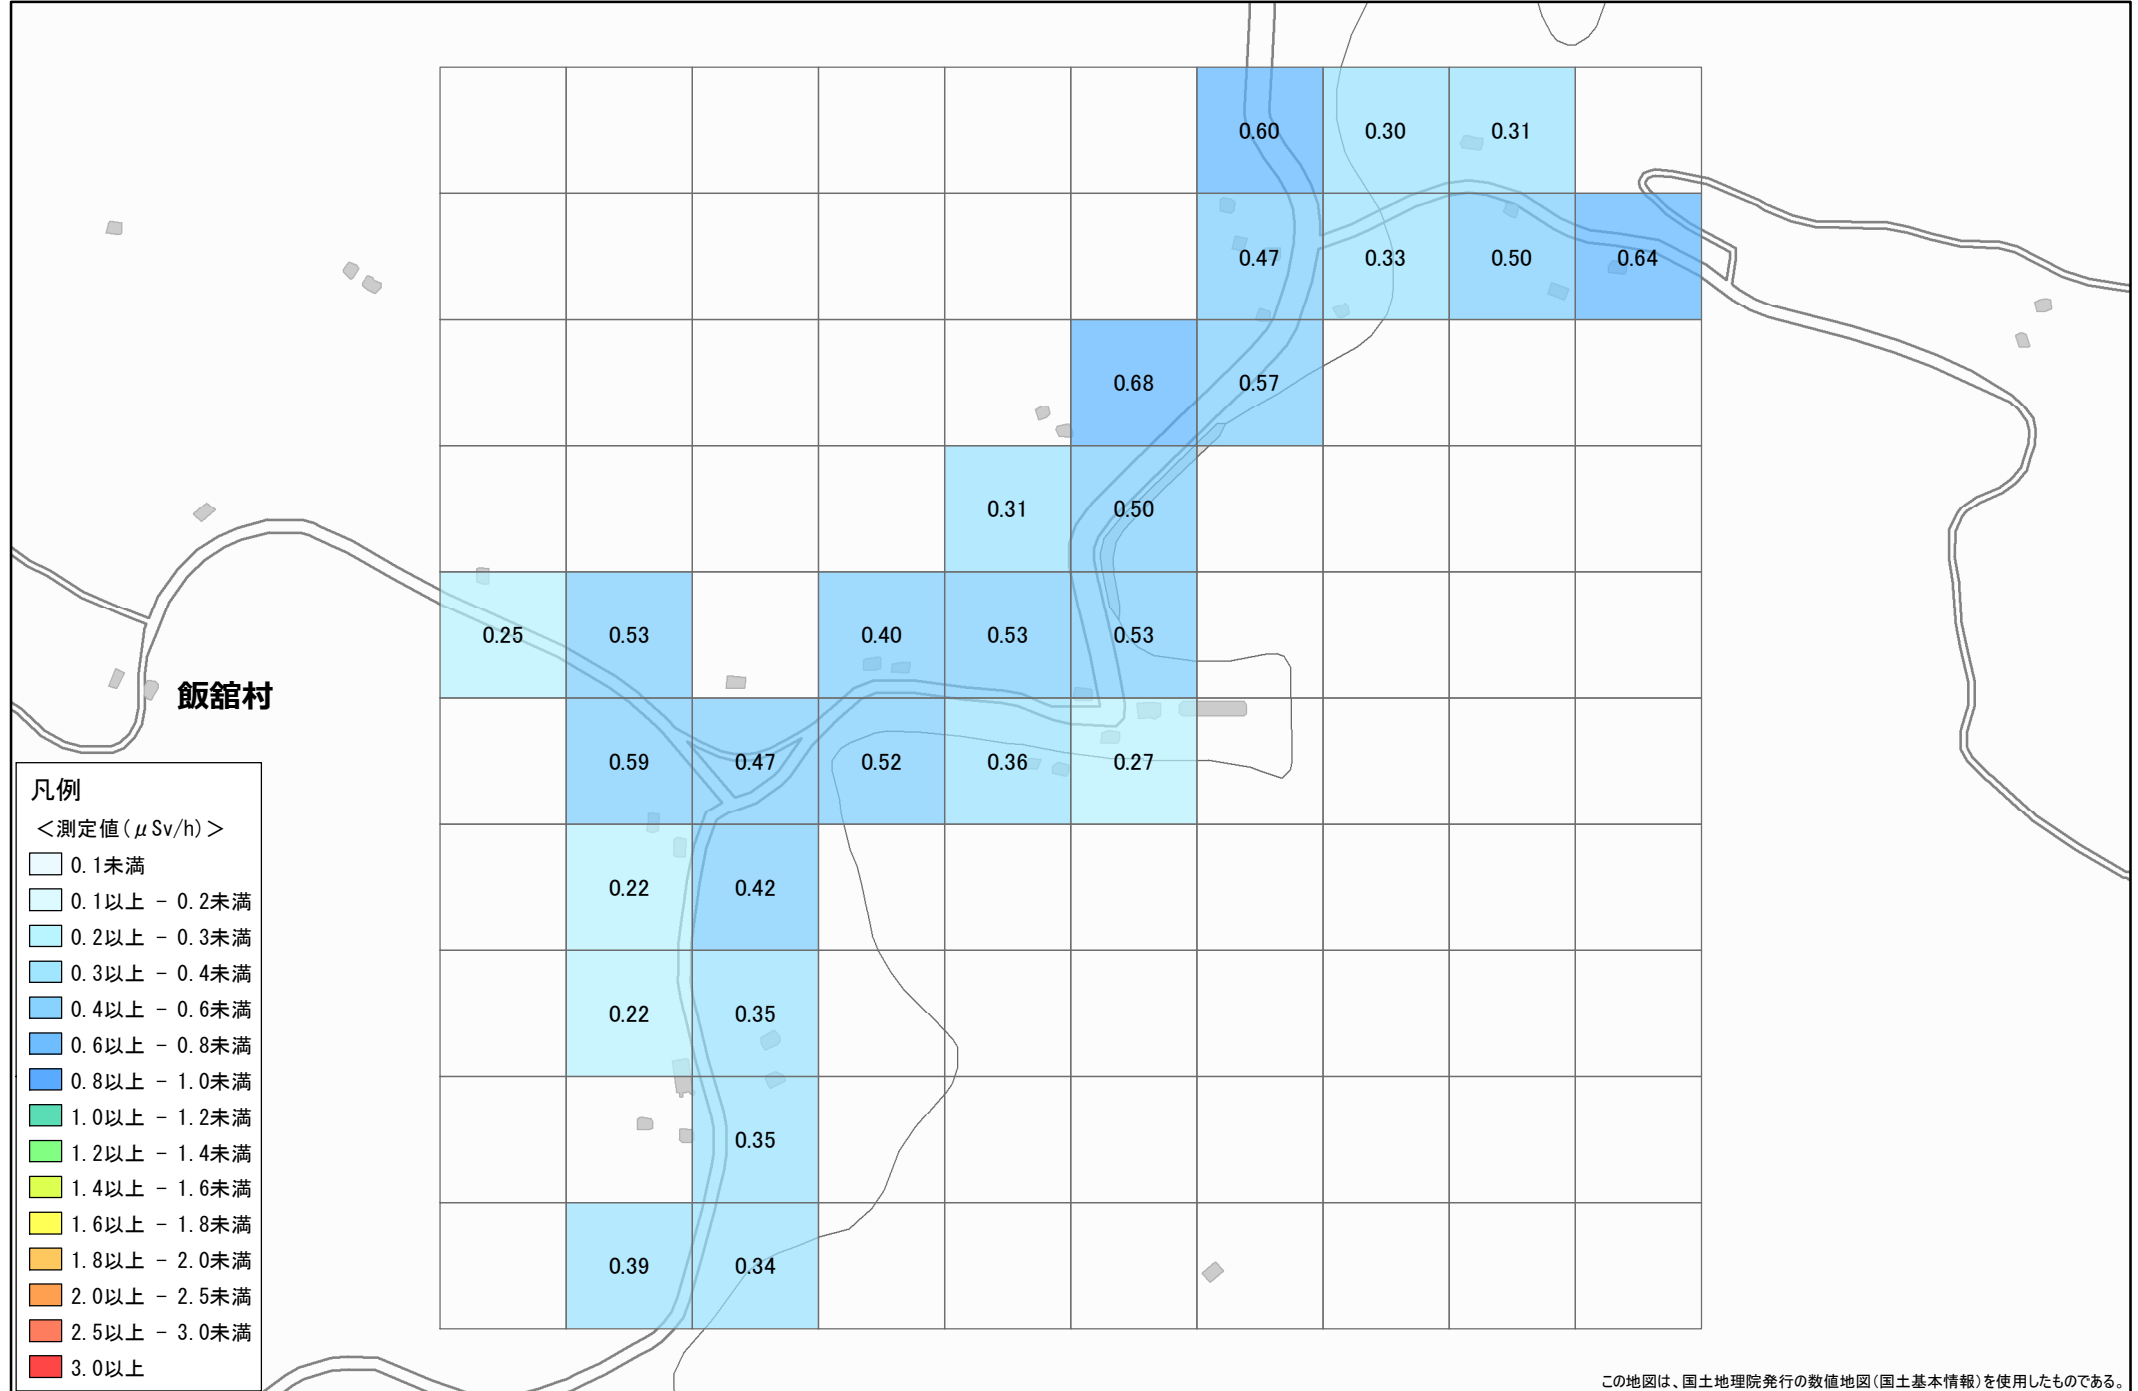 0.60 0.30 0.31
0.47 0.33 0.50 0.64
0.68 0.57
0.31 0.50
0.25 0.53 0.40 0.53 0.53
飯舘村
0.59 0.47 0.52 0.36 0.27
0.22 0.42
0.22 0.35
0.35
0.39 0.34
凡例
＜測定値(μSv/h)＞
0.1未満
0.1以上 - 0.2未満
0.2以上 - 0.3未満
0.3以上 - 0.4未満
0.4以上 - 0.6未満
0.6以上 - 0.8未満
0.8以上 - 1.0未満
1.0以上 - 1.2未満
1.2以上 - 1.4未満
1.4以上 - 1.6未満
1.6以上 - 1.8未満
1.8以上 - 2.0未満
2.0以上 - 2.5未満
2.5以上 - 3.0未満
3.0以上
この地図は、国土地理院発行の数値地図(国土基本情報)を使用したものである。